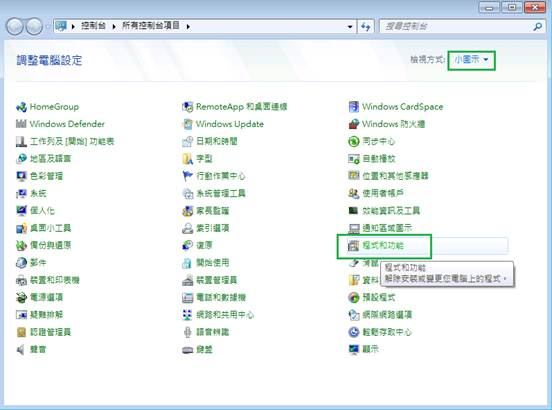 控制台 ▸ 所有控制台項目 ▸
搜尋控制台
調整電腦設定
檢視方式: 小圖示
HomeGroup
RemoteApp 和桌面連線
Windows CardSpace
Windows Defender
Windows Update
Windows 防火牆
工作列及 [開始] 功能表
日期和時間
同步中心
地區及語言
字型
自動播放
色彩管理
行動作業中心
位置和其他感應器
系統
系統管理工具
使用者帳戶
個人化
家長監護
效能資訊及工具
桌面小工具
索引選項
通知區域圖示
備份與還原
復原
程式和功能
郵件
開始使用
滑鼠
程式和功能
解除安裝或變更您電腦上的程式。
裝置和印表機
裝置管理員
資料
電源選項
電話和數據機
預設程式
疑難排解
網路和共用中心
網際網路選項
認證管理員
語音辨識
輕鬆存取中心
聲音
鍵盤
顯示